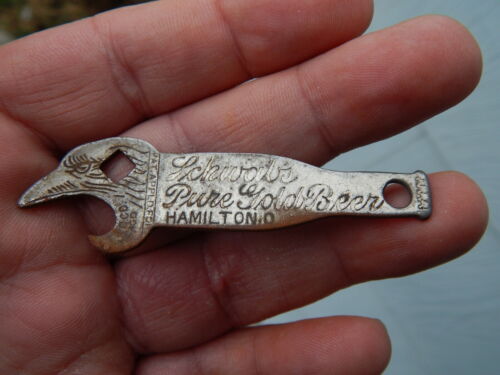 Schwab's
Pure Gold Beer
HAMILTON.O